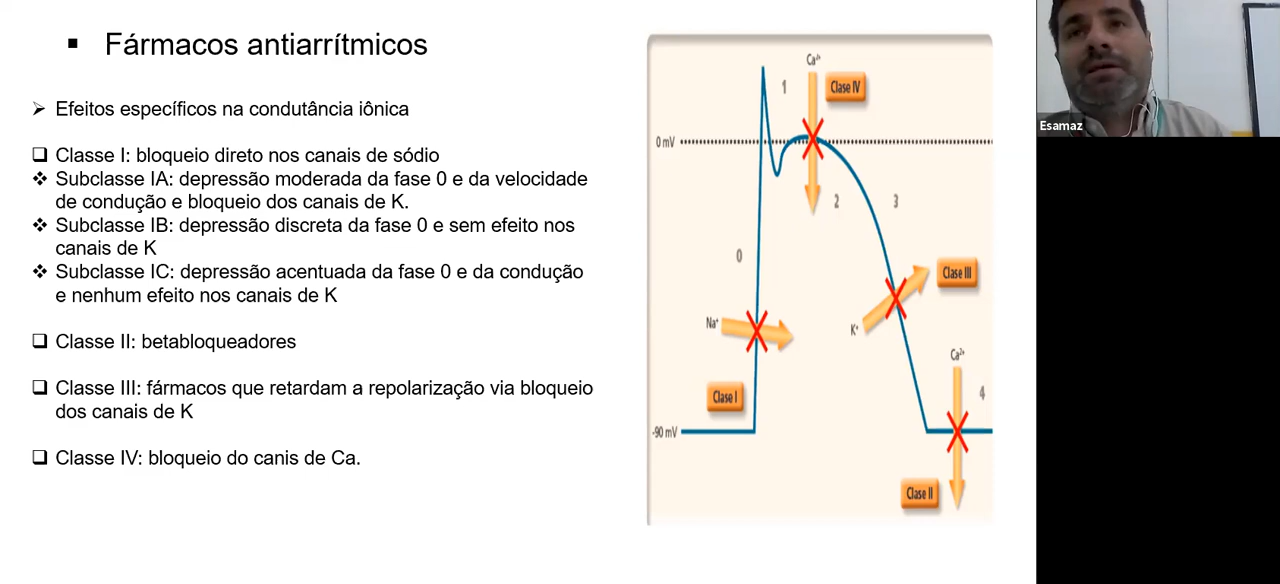 Fármacos antiarrítmicos
Efeitos específicos na condutância iônica
Classe I: bloqueio direto nos canais de sódio
Subclasse IA: depressão moderada da fase 0 e da velocidade
de condução e bloqueio dos canais de K.
Subclasse IB: depressão discreta da fase 0 e sem efeito nos
canais de K
Subclasse IC: depressão acentuada da fase 0 e da condução
e nenhum efeito nos canais de K
Classe II: betabloqueadores
Classe III: fármacos que retardam a repolarização via bloqueio
dos canais de K
Classe IV: bloqueio do canis de Ca.
Ca²⁺
1
Clase IV
0 mV
2
3
0
Clase III
Na⁺
K⁺
Ca²⁺
4
Clase I
-90 mV
Clase II
Esamaz